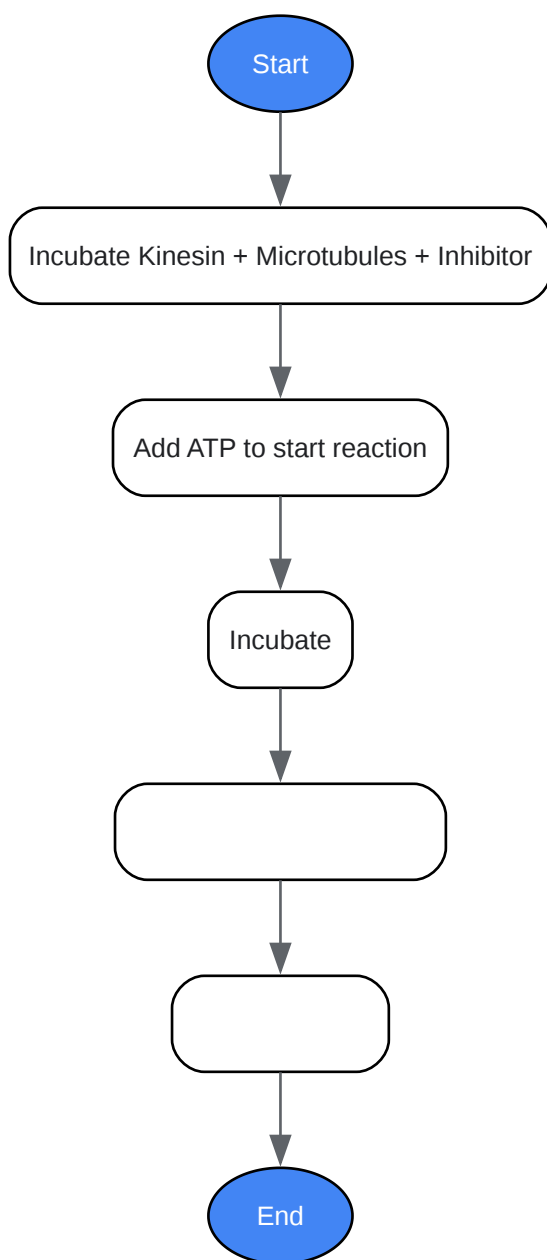 Start
Incubate Kinesin + Microtubules + Inhibitor
Add ATP to start reaction
Incubate
End